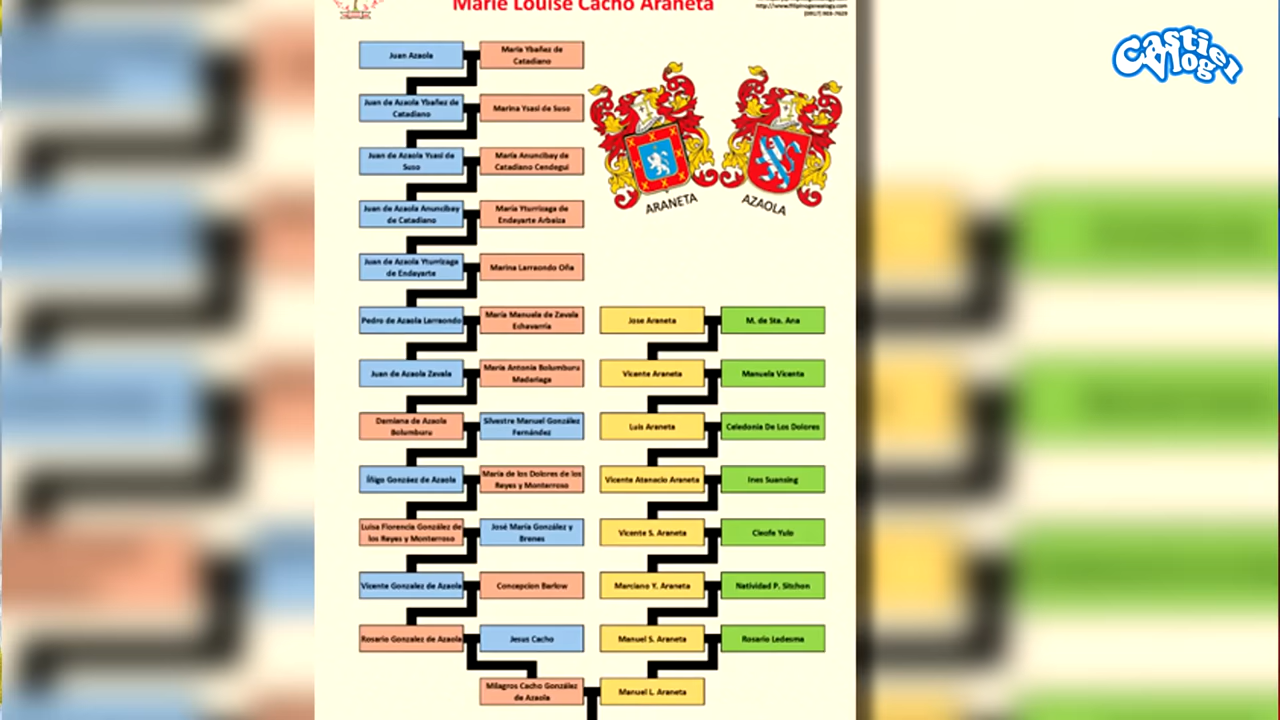 Marie Louise Cacho Araneta
http://www.filipinogenealogy.com
Castiel
Vlog
Juan Azaola
María Ybañez de
Catadiano
Juan de Azaola Ybañez de
Catadiano
Marina Ysasi de Suso
Juan de Azaola Ysasi de
Suso
María Anuncibay de
Catadiano Cendegui
Juan de Azaola Anuncibay
de Catadiano
María Yturrizaga de
Endayarte Arbaiza
Juan de Azaola Yturrizaga
de Endayarte
Marina Larraondo Oña
ARANETA
AZAOLA
Pedro de Azaola Larraondo
María Manuela de Zavala
Echavarria
Jose Araneta
M. de Sta. Ana
Juan de Azaola Zavala
María Antonia Bolumburu
Madariaga
Vicente Araneta
Manuela Vicenta
Damiana de Azaola
Bolumburu
Silvestre Manuel González
Fernández
Luis Araneta
Celedonia De Los Dolores
Íñigo Gonzáez de Azaola
María de los Dolores de los
Reyes y Monterroso
Vicente Atanacio Araneta
Ines Suansing
Luisa Florencia González de
los Reyes y Monterroso
José María González y
Brenes
Vicente S. Araneta
Cleofe Yulo
Vicente Gonzalez de Azaola
Concepcion Barlow
Marciano Y. Araneta
Natividad P. Sitchon
Rosario Gonzalez de Azaola
Jesus Cacho
Manuel S. Araneta
Rosario Ledesma
Milagros Cacho González
de Azaola
Manuel L. Araneta